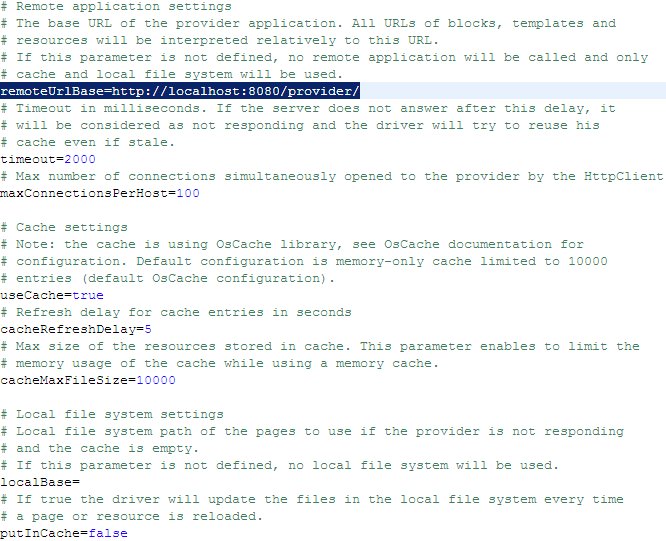 # Remote application settings
# The base URL of the provider application. All URLs of blocks, templates and
# resources will be interpreted relatively to this URL.
# If this parameter is not defined, no remote application will be called and only
# cache and local file system will be used.
remoteUrlBase=http://localhost:8080/provider/
# Timeout in milliseconds. If the server does not answer after this delay, it
# will be considered as not responding and the driver will try to reuse his
# cache even if stale.
timeout=2000
# Max number of connections simultaneously opened to the provider by the HttpClient
maxConnectionsPerHost=100
# Cache settings
# Note: the cache is using OsCache library, see OsCache documentation for
# configuration. Default configuration is memory-only cache limited to 10000
# entries (default OsCache configuration).
useCache=true
# Refresh delay for cache entries in seconds
cacheRefreshDelay=5
# Max size of the resources stored in cache. This parameter enables to limit the
# memory usage of the cache while using a memory cache.
cacheMaxFileSize=10000
# Local file system settings
# Local file system path of the pages to use if the provider is not responding
# and the cache is empty.
# If this parameter is not defined, no local file system will be used.
localBase=
# If true the driver will update the files in the local file system every time
# a page or resource is reloaded.
putInCache=false